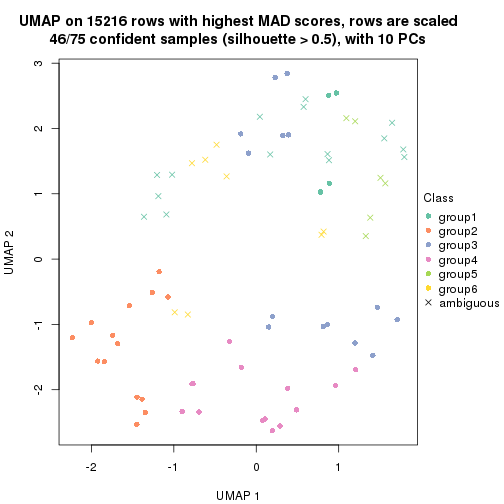 UMAP on 15216 rows with highest MAD scores, rows are scaled
46/75 confident samples (silhouette > 0.5), with 10 PCs
3
2
1
0
-1
-2
UMAP 2
-2 -1 0 1
UMAP 1
Class
group1
group2
group3
group4
group5
group6
ambiguous